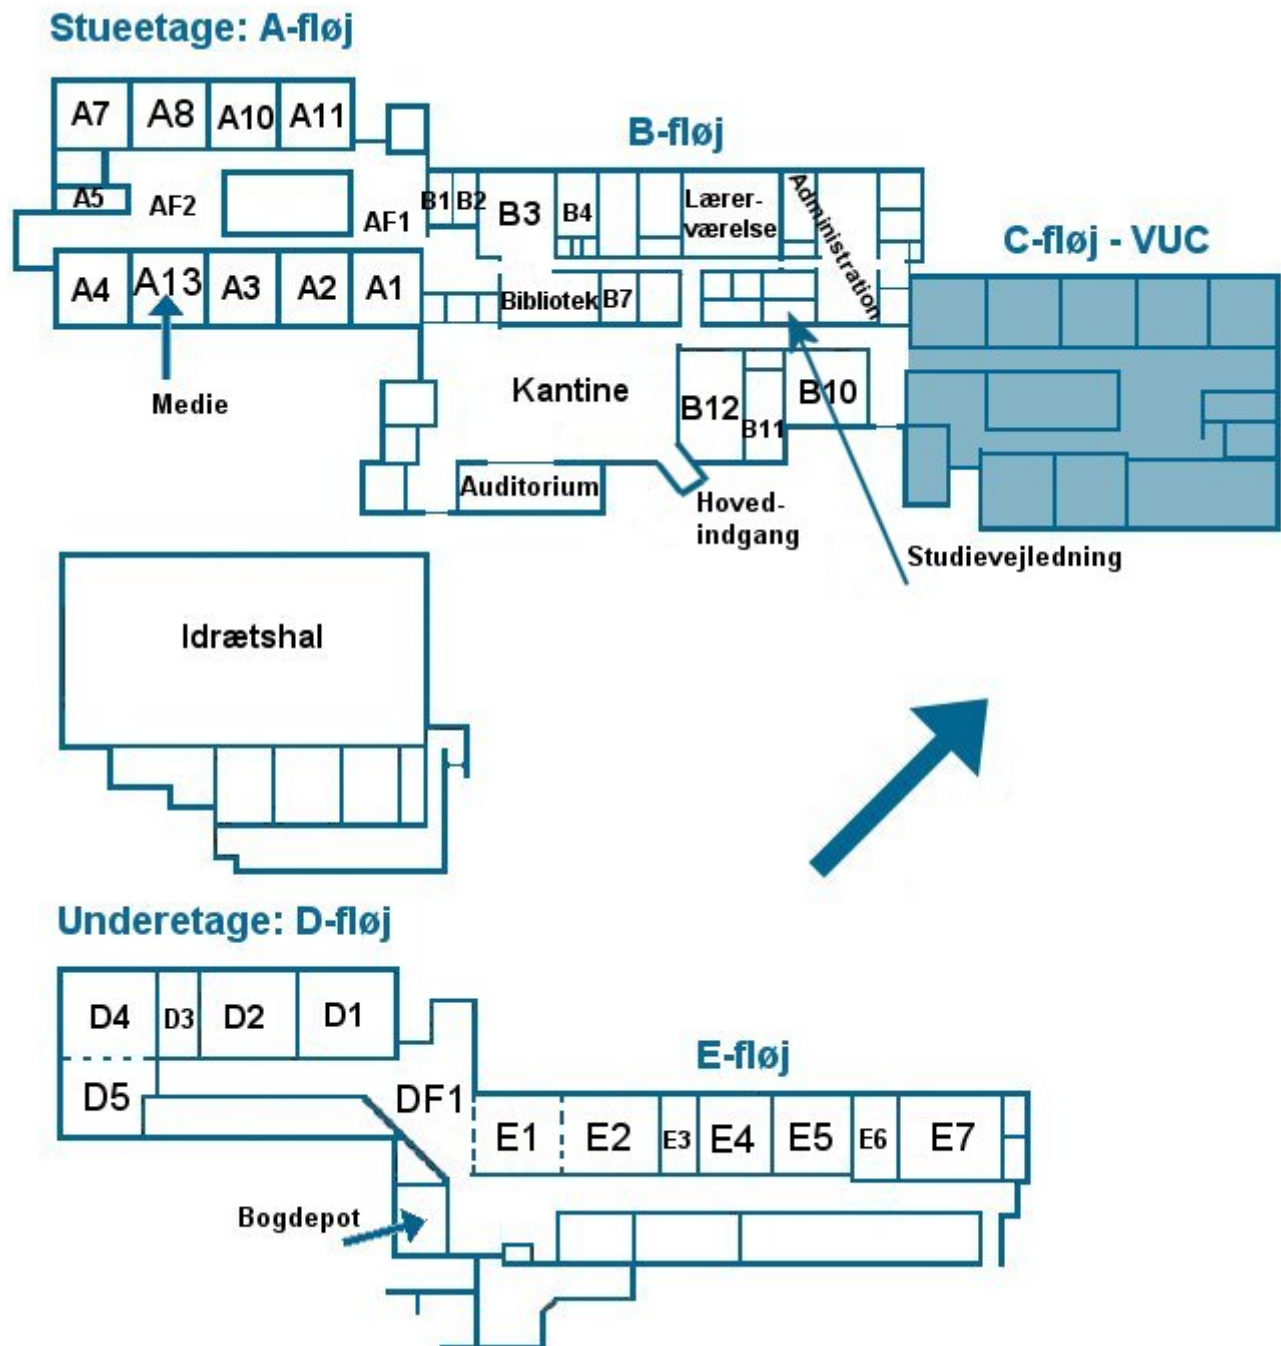 Stueetage: A-fløj
A7
A8
A10
A11
B-fløj
A5
AF2
AF1
B1
B2
B3
B4
Lærer-
værelse
Administration
C-fløj - VUC
A4
A13
A3
A2
A1
Bibliotek
B7
Medie
Kantine
B12
B11
B10
Auditorium
Hoved-
indgang
Studievejledning
Idrætshal
Underetage: D-fløj
D4
D3
D2
D1
E-fløj
D5
DF1
E1
E2
E3
E4
E5
E6
E7
Bogdepot